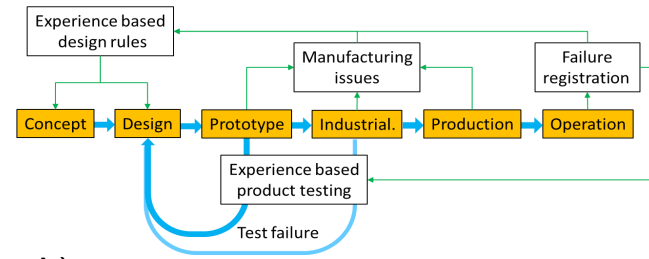 Experience based
design rules
Manufacturing
issues
Failure
registration
Concept
Design
Prototype
Industrial.
Production
Operation
Experience based
product testing
Test failure